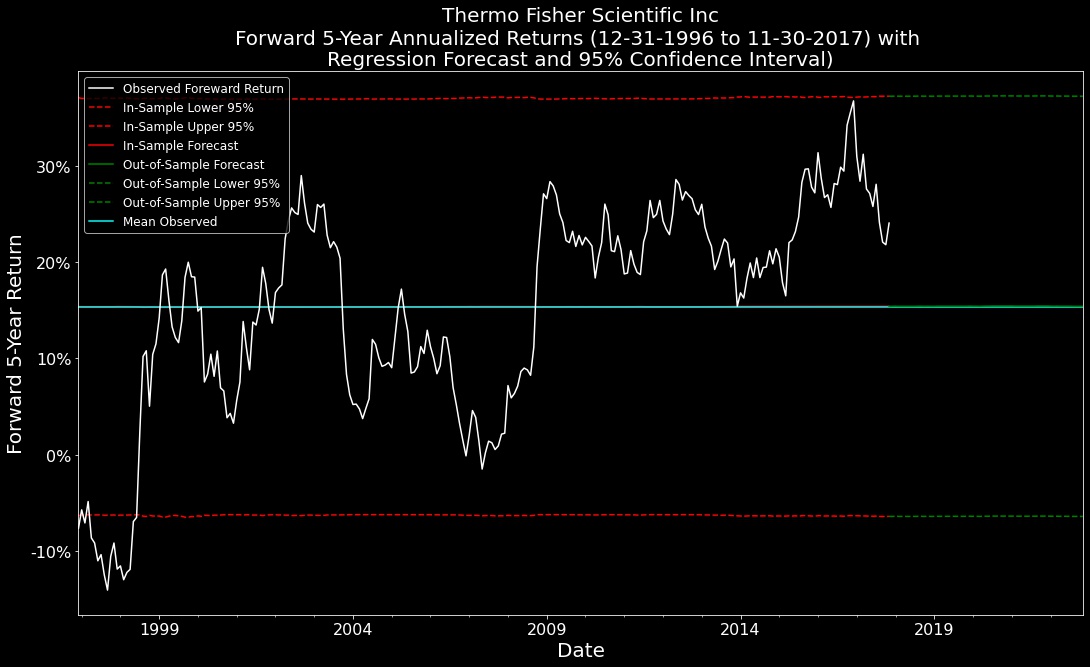 Thermo Fisher Scientific Inc
Forward 5-Year Annualized Returns (12-31-1996 to 11-30-2017) with
Regression Forecast and 95% Confidence Interval)
Observed Foreward Return
In-Sample Lower 95%
In-Sample Upper 95%
In-Sample Forecast
Out-of-Sample Forecast
Out-of-Sample Lower 95%
Out-of-Sample Upper 95%
Mean Observed
Forward 5-Year Return
30%
20%
10%
0%
-10%
1999
2004
2009
2014
2019
Date